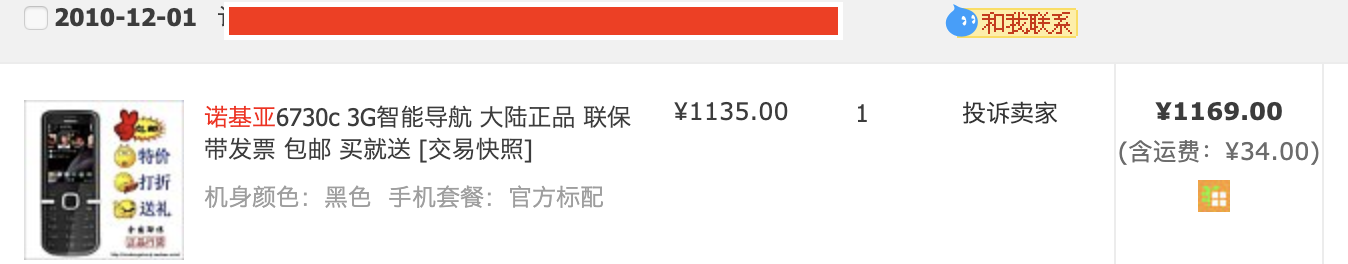 2010-12-01
和我联系
诺基亚6730c 3G智能导航 大陆正品 联保
带发票 包邮 买就送 [交易快照]
机身颜色：黑色 手机套餐：官方标配
¥1135.00
1
投诉卖家
¥1169.00
(含运费：¥34.00)
特价
打折
送礼